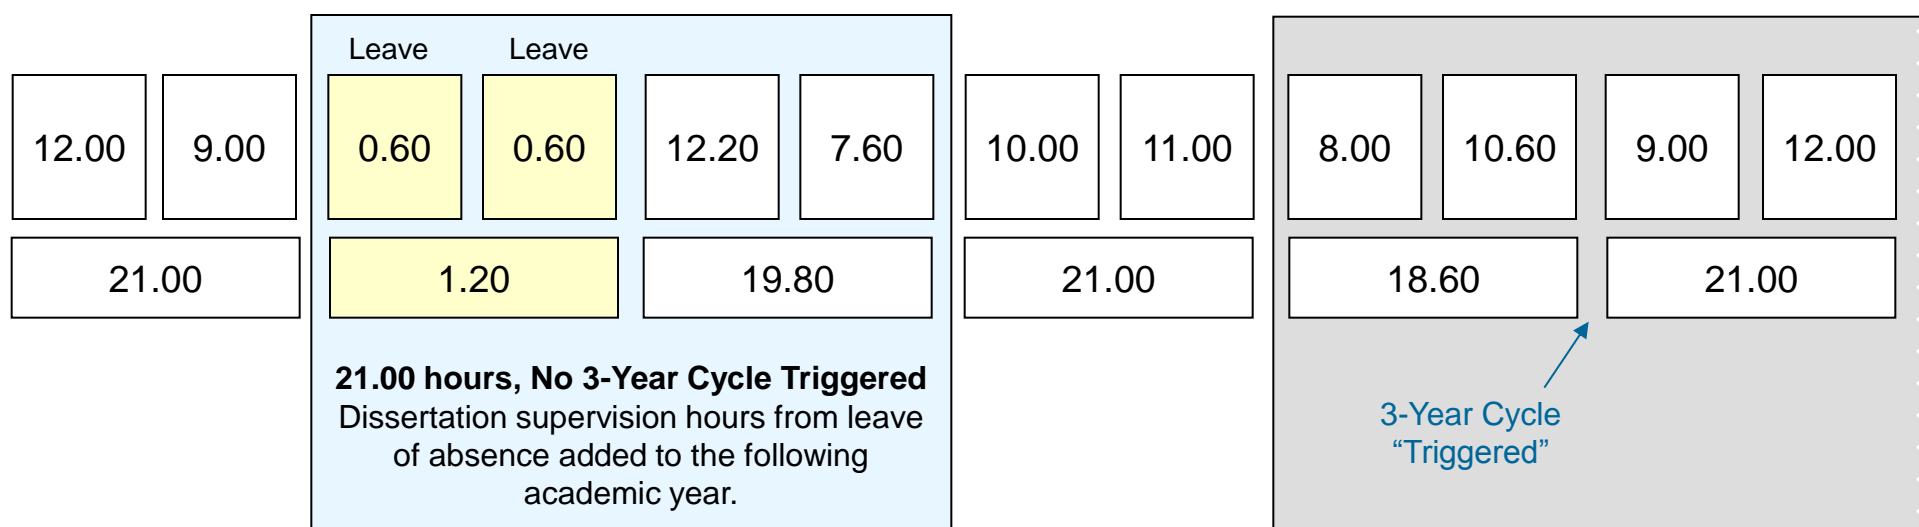 Leave Leave
12.00 9.00 0.60 0.60 12.20 7.60 10.00 11.00 8.00 10.60 9.00 12.00
21.00 1.20 19.80 21.00 18.60 21.00
21.00 hours, No 3-Year Cycle Triggered
Dissertation supervision hours from leave
of absence added to the following
academic year.
3-Year Cycle
“Triggered”